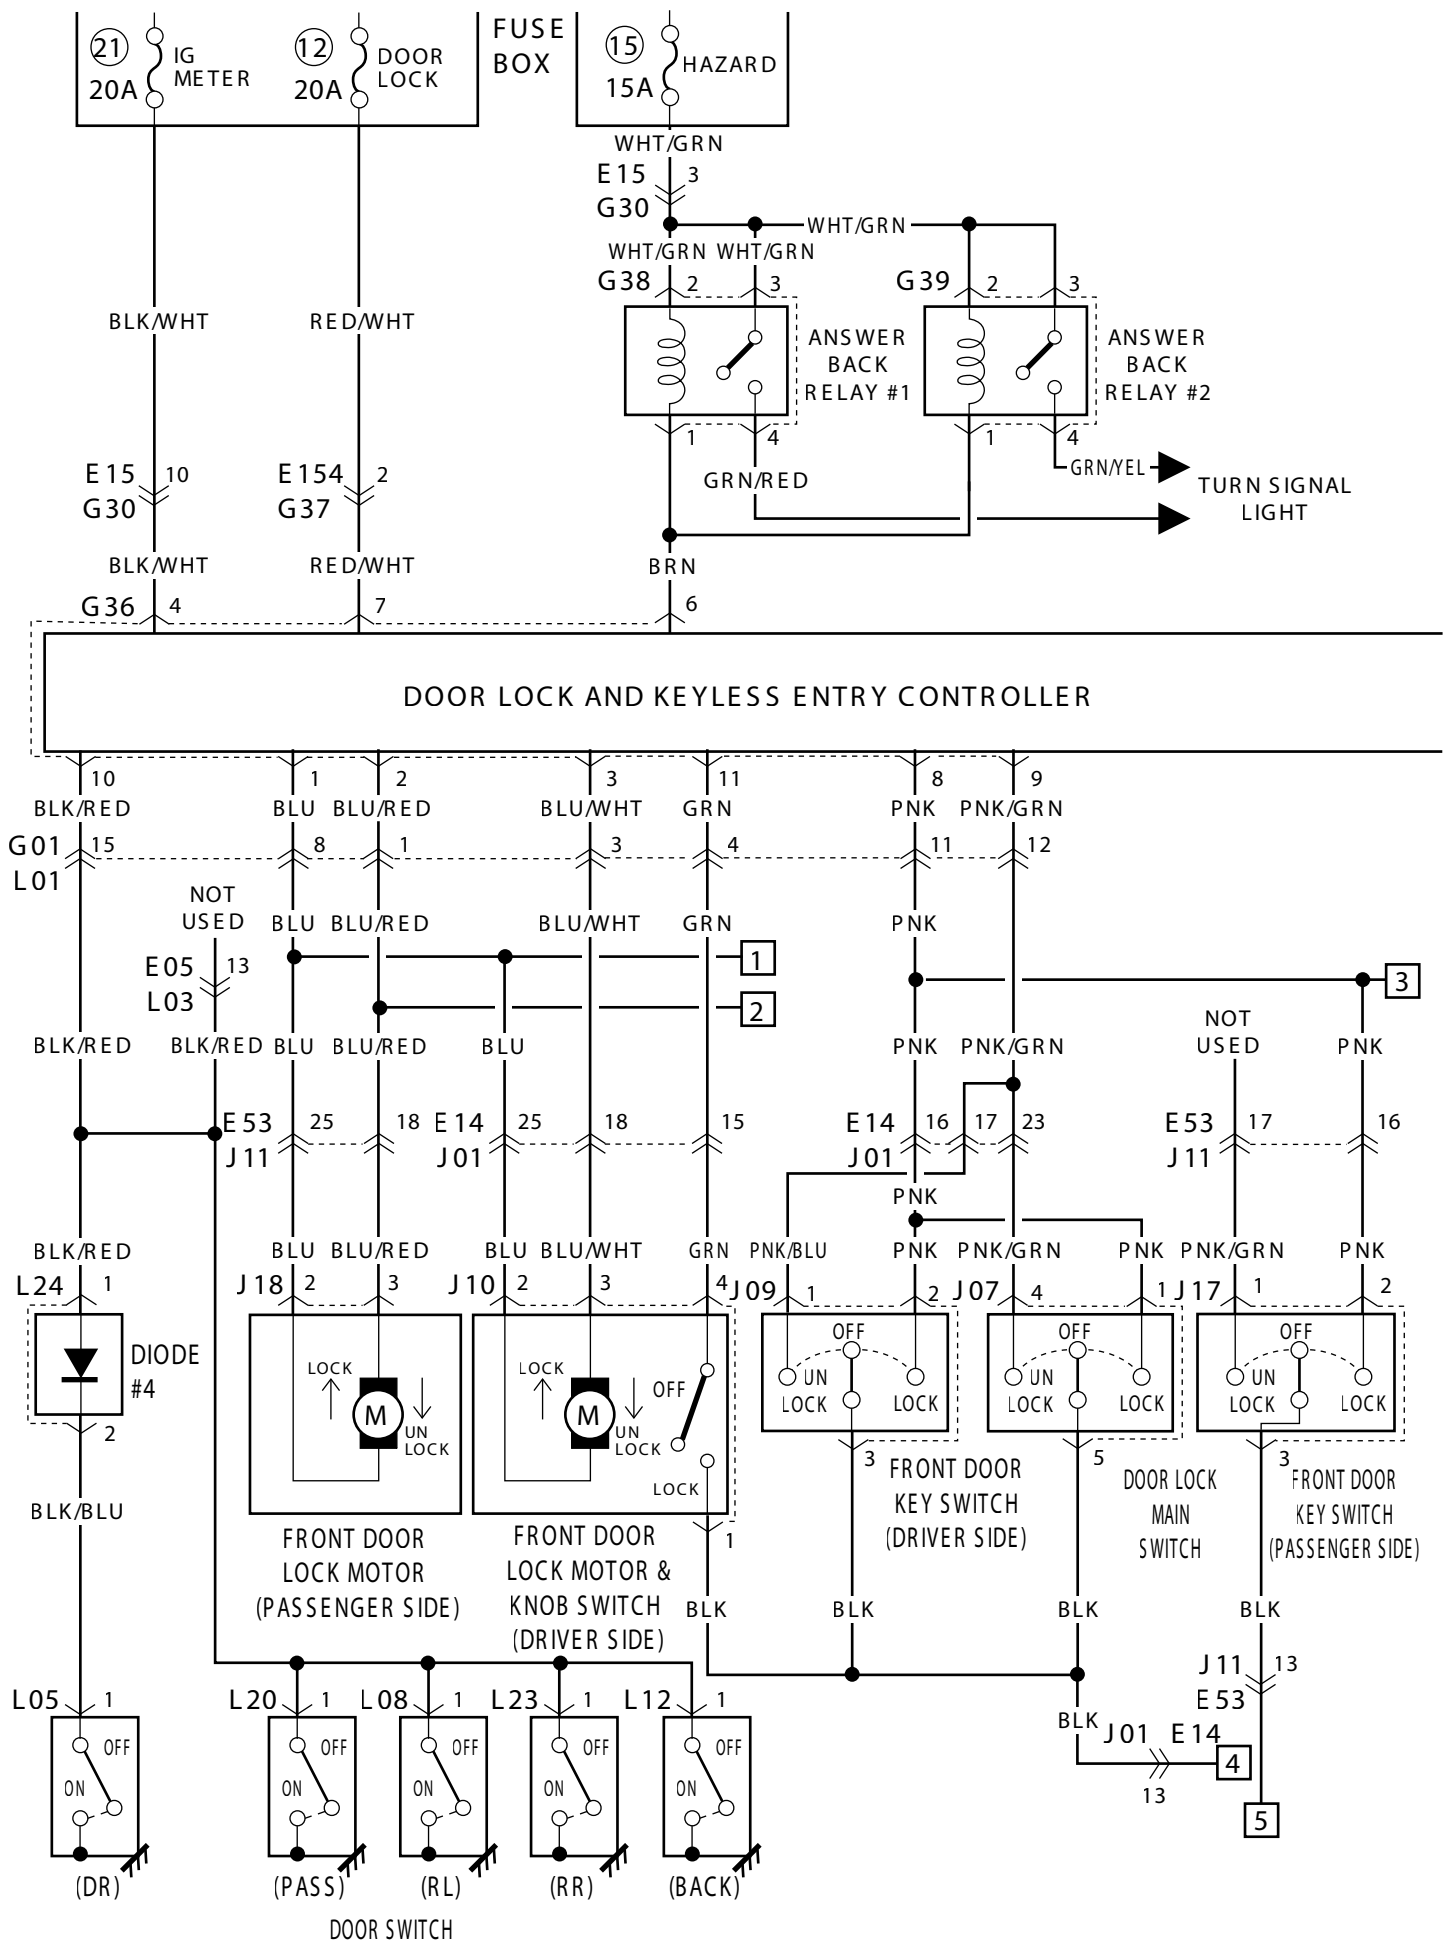 FUSE
BOX
21
20A
IG
METER
12
20A
DOOR
LOCK
15
15A
HAZARD
WHT/GRN
E15
3
G30
WHT/GRN
WHT/GRN
WHT/GRN
G38
2
3
G39
2
3
ANSWER
BACK
RELAY #1
ANSWER
BACK
RELAY #2
BLK/WHT
RED/WHT
1
4
1
4
GRN/RED
GRN/YEL
TURN SIGNAL
LIGHT
E15
10
G30
E154
2
G37
BLK/WHT
RED/WHT
BRN
G36
4
7
6
DOOR LOCK AND KEYLESS ENTRY CONTROLLER
10
1
2
3
11
8
9
BLK/RED
BLU
BLU/RED
BLU/WHT
GRN
PNK
PNK/GRN
G01
15
8
1
3
4
11
12
L01
NOT
USED
BLU
BLU/RED
BLU/WHT
GRN
PNK
1
E05
13
L03
2
3
NOT
USED
BLK/RED
BLK/RED
BLU
BLU/RED
BLU
PNK
PNK/GRN
PNK
E53
25
18
J11
E14
25
18
15
J01
E14
16
17
23
J01
E53
17
16
J11
PNK
BLK/RED
BLU
BLU/RED
BLU
BLU/WHT
GRN
PNK/BLU
PNK
PNK/GRN
PNK
PNK/GRN
PNK
L24
1
J18
2
3
J10
2
3
4
J09
1
2
J07
4
1
J17
1
2
DIODE
#4
2
LOCK
M
UN
LOCK
LOCK
M
UN
LOCK
OFF
LOCK
OFF
UN
LOCK
LOCK
OFF
UN
LOCK
LOCK
OFF
UN
LOCK
LOCK
3
5
3
1
BLK/BLU
FRONT DOOR
LOCK MOTOR
(PASSENGER SIDE)
FRONT DOOR
LOCK MOTOR &
KNOB SWITCH
(DRIVER SIDE)
FRONT DOOR
KEY SWITCH
(DRIVER SIDE)
DOOR LOCK
MAIN
SWITCH
FRONT DOOR
KEY SWITCH
(PASSENGER SIDE)
BLK
BLK
BLK
BLK
J11
13
E53
L05
1
L20
1
L08
1
L23
1
L12
1
BLK
J01
E14
13
4
5
OFF
ON
OFF
ON
OFF
ON
OFF
ON
OFF
ON
(DR)
(PASS)
(RL)
(RR)
(BACK)
DOOR SWITCH